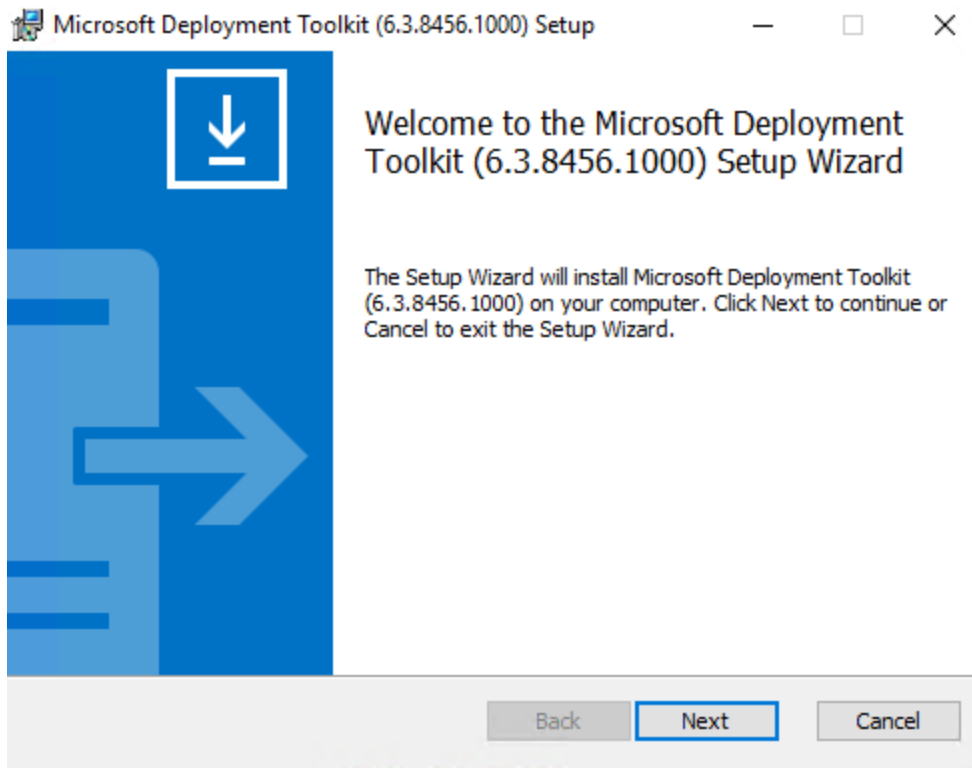 Microsoft Deployment Toolkit (6.3.8456.1000) Setup
Welcome to the Microsoft Deployment
Toolkit (6.3.8456.1000) Setup Wizard
The Setup Wizard will install Microsoft Deployment Toolkit
(6.3.8456.1000) on your computer. Click Next to continue or
Cancel to exit the Setup Wizard.
Back
Next
Cancel